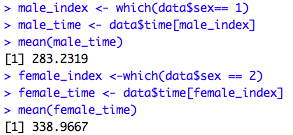 > male_index <- which(data$sex== 1)
> male_time <- data$time[male_index]
> mean(male_time)
[1] 283.2319
> female_index <-which(data$sex == 2)
> female_time <- data$time[female_index]
> mean(female_time)
[1] 338.9667